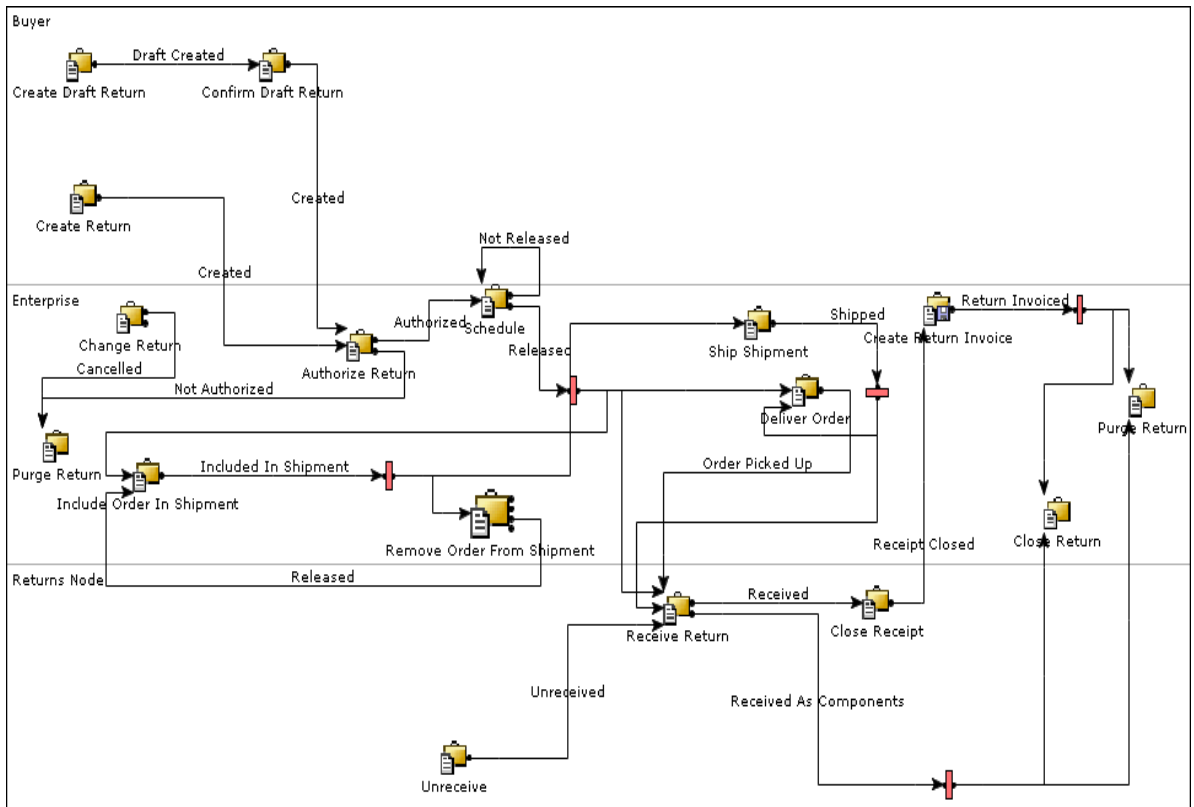 Buyer
Draft Created
Create Draft Return
Confirm Draft Return
Created
Create Return
Not Released
Created
Enterprise
Return Invoiced
Change Return
Authorized
Schedule
Shipped
Create Return Invoice
Released
Ship Shipment
Authorize Return
Cancelled
Not Authorized
Deliver Order
Purge Return
Purge Return
Included In Shipment
Order Picked Up
Include Order In Shipment
Remove Order From Shipment
Receipt Closed
Close Return
Returns Node
Released
Received
Receive Return
Close Receipt
Unreceived
Received As Components
Unreceive